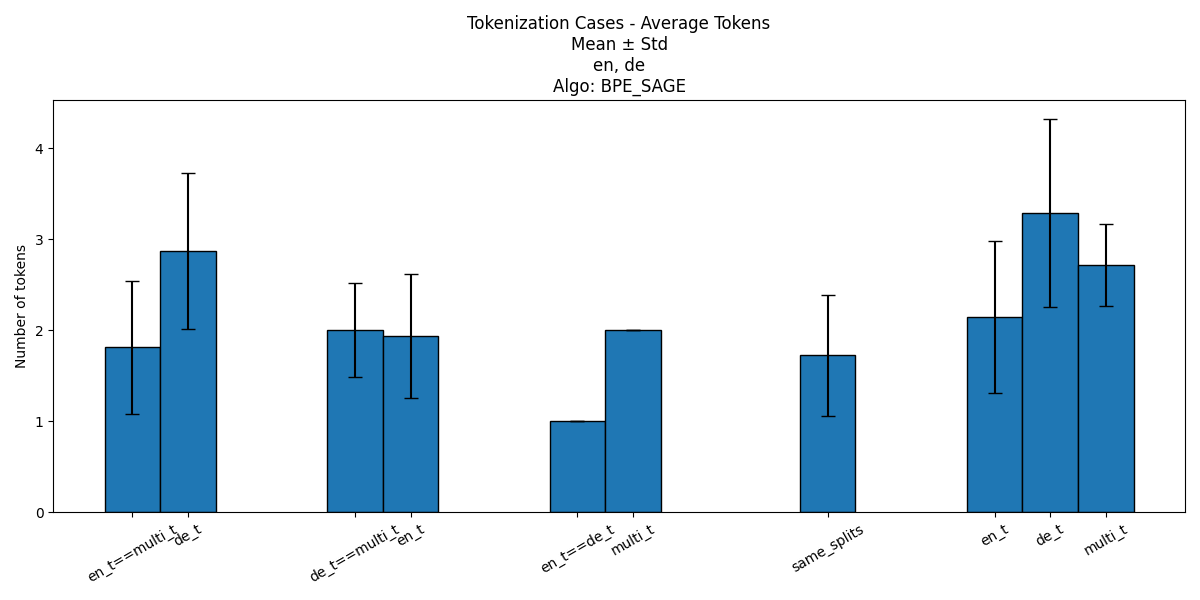 Tokenization Cases - Average Tokens
Mean ± Std
en, de
Algo: BPE_SAGE
Number of tokens
4
3
2
1
0
en_t==multi_t
de_t
de_t==multi_t
en_t
en_t==de_t
multi_t
same_splits
en_t
de_t
multi_t